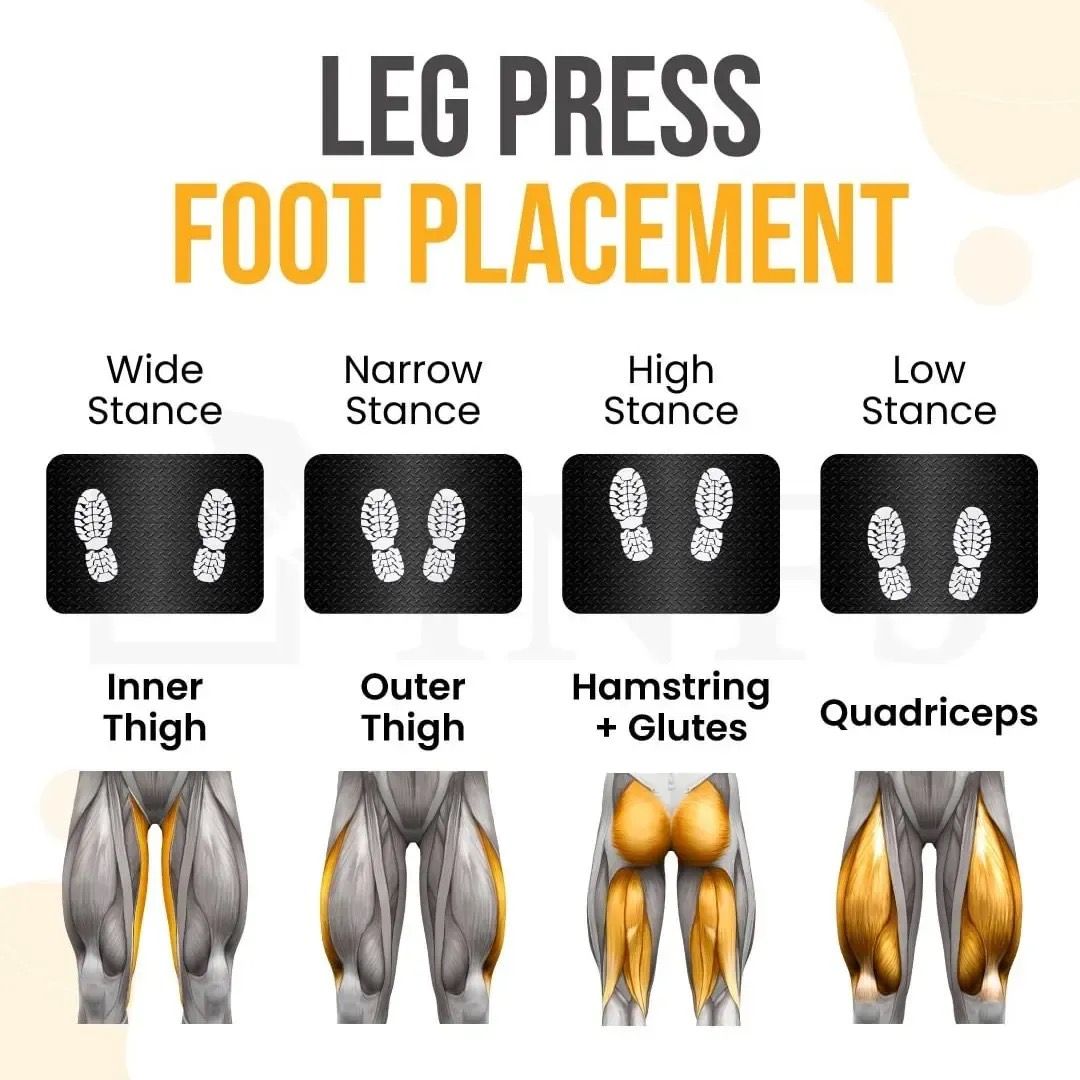 LEG PRESS
FOOT PLACEMENT
Wide
Stance
Narrow
Stance
High
Stance
Low
Stance
Inner
Thigh
Outer
Thigh
Hamstring
+ Glutes
Quadriceps
INFS